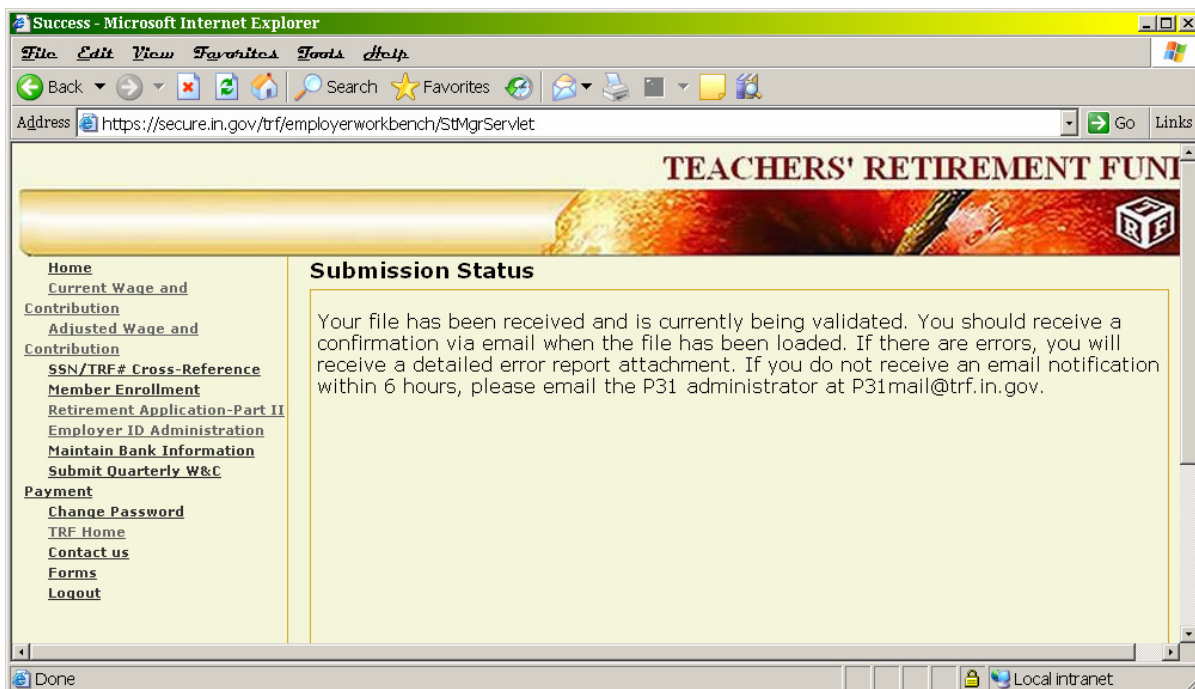 Success - Microsoft Internet Explorer
File Edit View Favorites Tools Help
Back Search Favorites
Address https://secure.in.gov/trf/employerworkbench/StMgrServlet Go Links
TEACHERS' RETIREMENT FUN
TRF
Home
Current Wage and
Contribution
Adjusted Wage and
Contribution
SSN/TRF# Cross-Reference
Member Enrollment
Retirement Application-Part II
Employer ID Administration
Maintain Bank Information
Submit Quarterly W&C
Payment
Change Password
TRF Home
Contact us
Forms
Logout
Submission Status
Your file has been received and is currently being validated. You should receive a
confirmation via email when the file has been loaded. If there are errors, you will
receive a detailed error report attachment. If you do not receive an email notification
within 6 hours, please email the P31 administrator at P31mail@trf.in.gov.
Done Local intranet